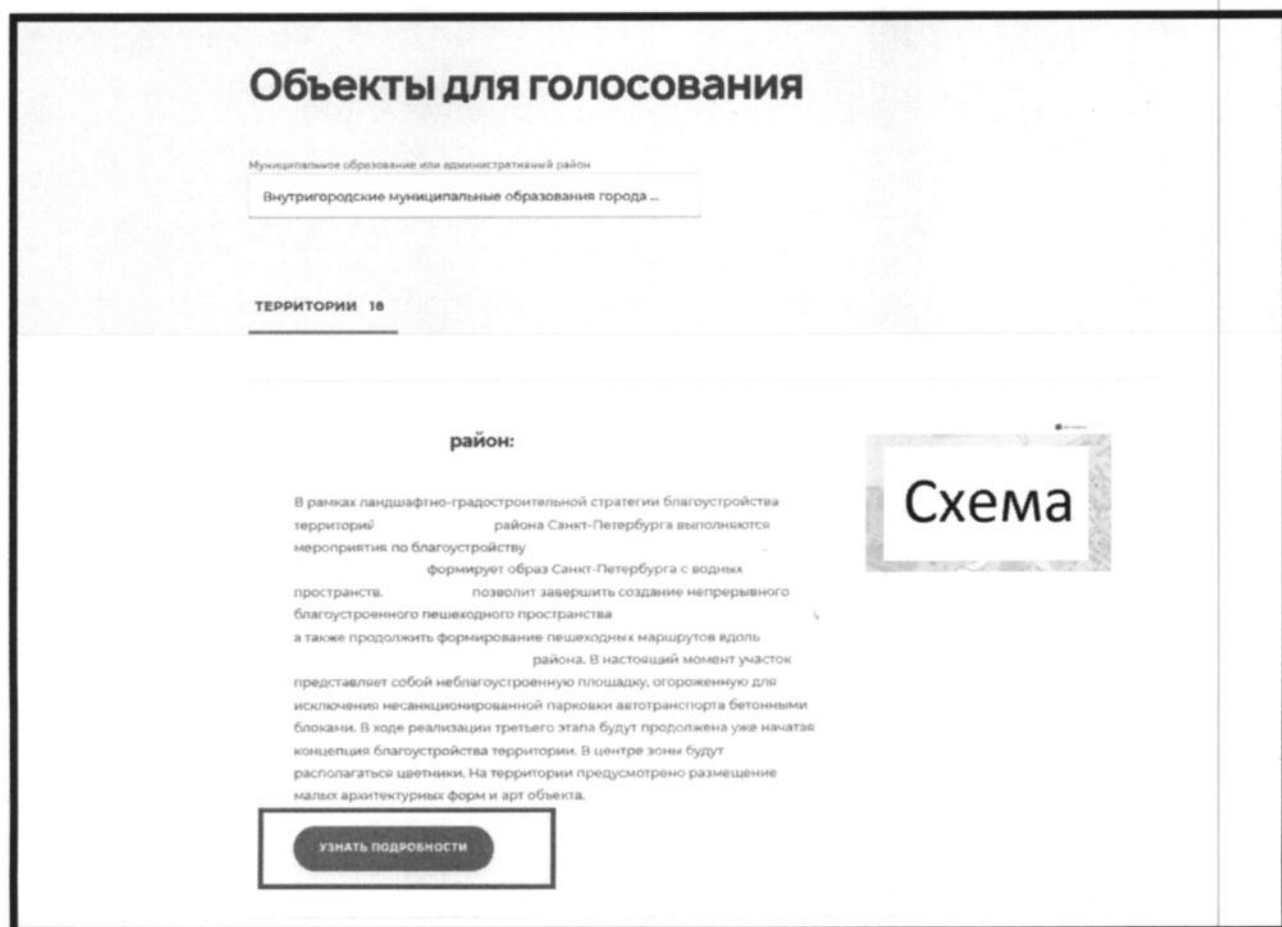 Объекты для голосования
Муниципальное образование или административный район
Внутригородские муниципальные образования города ...
ТЕРРИТОРИИ 18
район:
Схема
В рамках ландшафтно-градостроительной стратегии благоустройства
территорий района Санкт-Петербурга выполняются
мероприятия по благоустройству
формирует образ Санкт-Петербурга с водных
пространств. позволит завершить создание непрерывного
благоустроенного пешеходного пространства
а также продолжить формирование пешеходных маршрутов вдоль
района. В настоящий момент участок
представляет собой неблагоустроенную площадку, огороженную для
исключения несанкционированной парковки автотранспорта бетонными
блоками. В ходе реализации третьего этапа будут продолжена уже начатая
концепция благоустройства территории. В центре зоны будут
располагаться цветники. На территории предусмотрено размещение
малых архитектурных форм и арт объекта.
УЗНАТЬ ПОДРОБНОСТИ